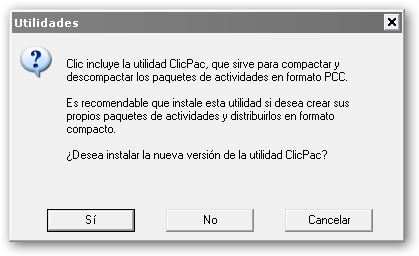 Utilidades
Clic incluye la utilidad ClicPac, que sirve para compactar y
descompactar los paquetes de actividades en formato PCC.
Es recomendable que instale esta utilidad si desea crear sus
propios paquetes de actividades y distribuirlos en formato
compacto.
¿Desea instalar la nueva versión de la utilidad ClicPac?
Sí
No
Cancelar